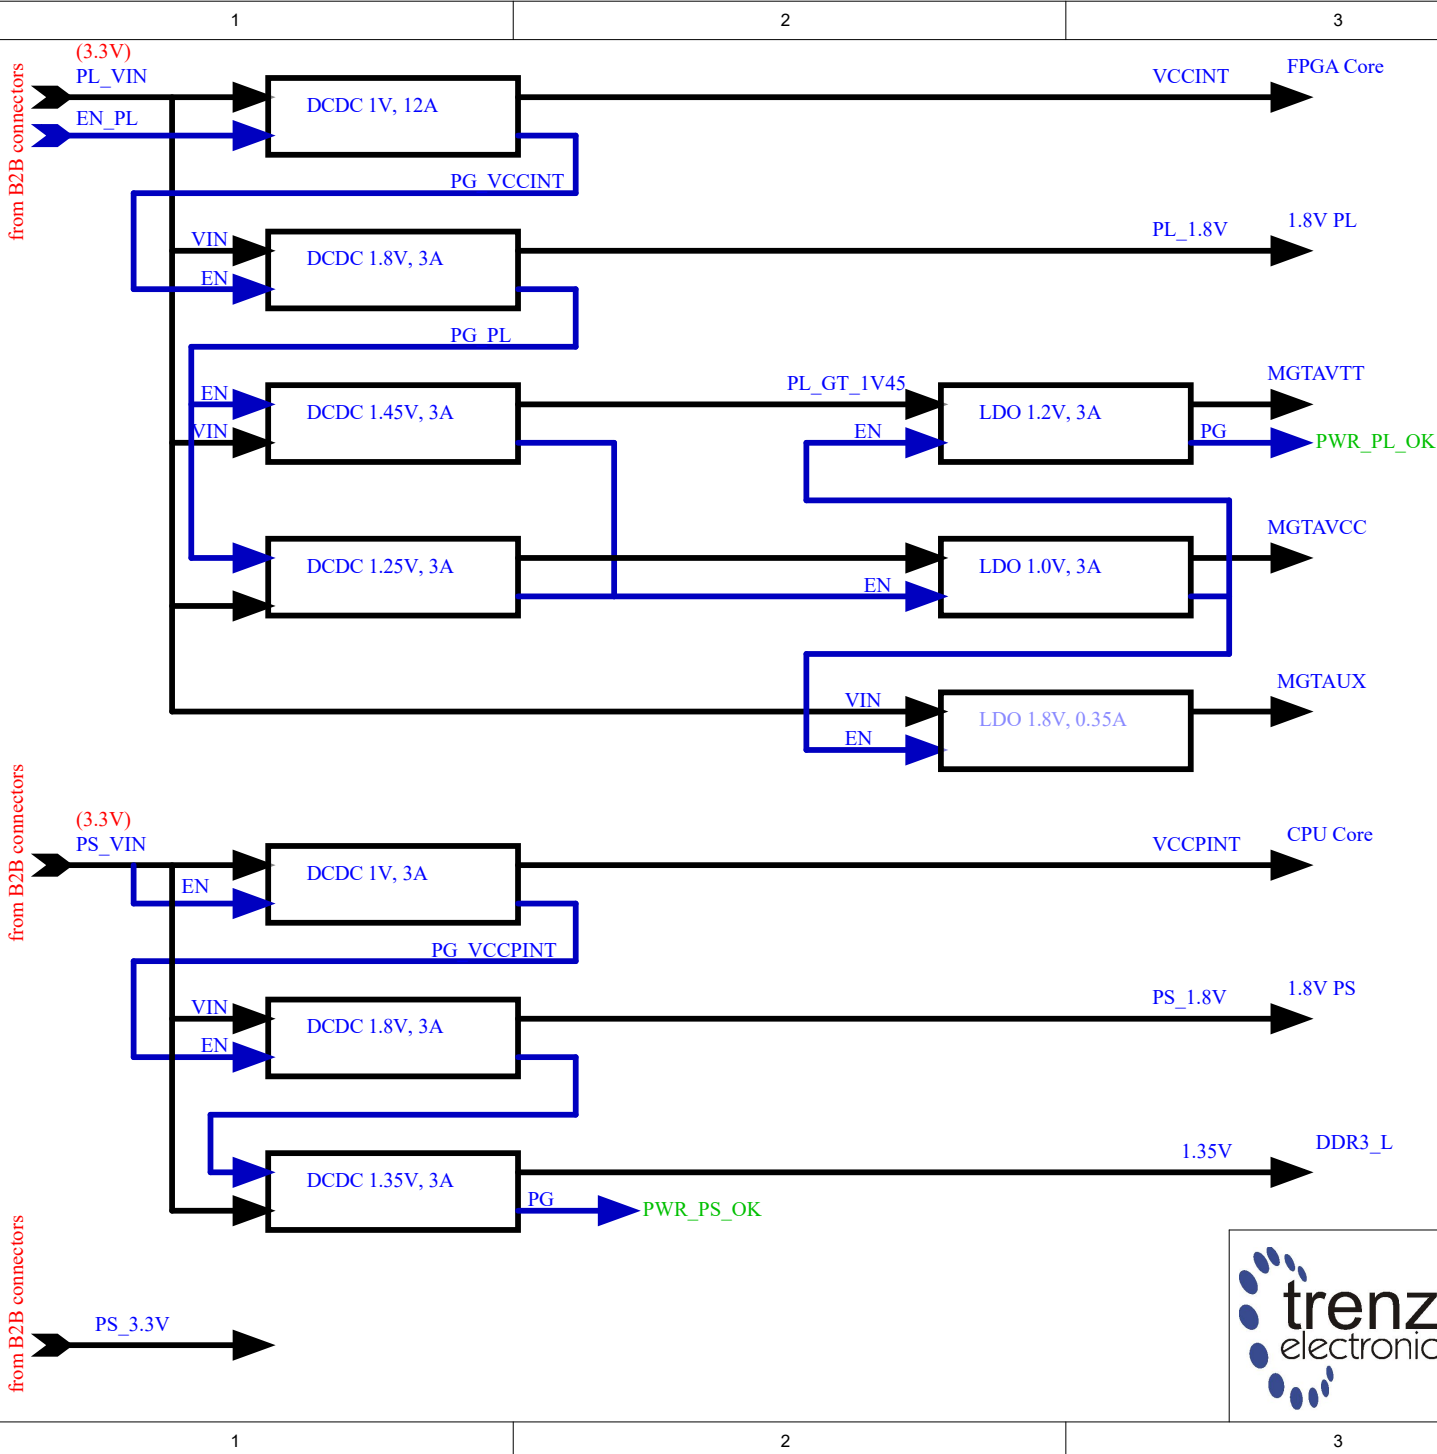 1 2 3
(3.3V)
PL_VIN
EN_PL
from B2B connectors
DCDC 1V, 12A
VCCINT
FPGA Core
PG_VCCINT
VIN
EN
DCDC 1.8V, 3A
PL_1.8V
1.8V PL
PG_PL
EN
VIN
DCDC 1.45V, 3A
PL_GT_1V45
EN
LDO 1.2V, 3A
MGTAVTT
PG
PWR_PL_OK
DCDC 1.25V, 3A
EN
LDO 1.0V, 3A
MGTAVCC
VIN
EN
LDO 1.8V, 0.35A
MGTAUX
from B2B connectors
(3.3V)
PS_VIN
EN
DCDC 1V, 3A
VCCPINT
CPU Core
PG_VCCPINT
VIN
EN
DCDC 1.8V, 3A
PS_1.8V
1.8V PS
DCDC 1.35V, 3A
1.35V
DDR3_L
PG
PWR_PS_OK
from B2B connectors
PS_3.3V
trenz
electronic
1 2 3